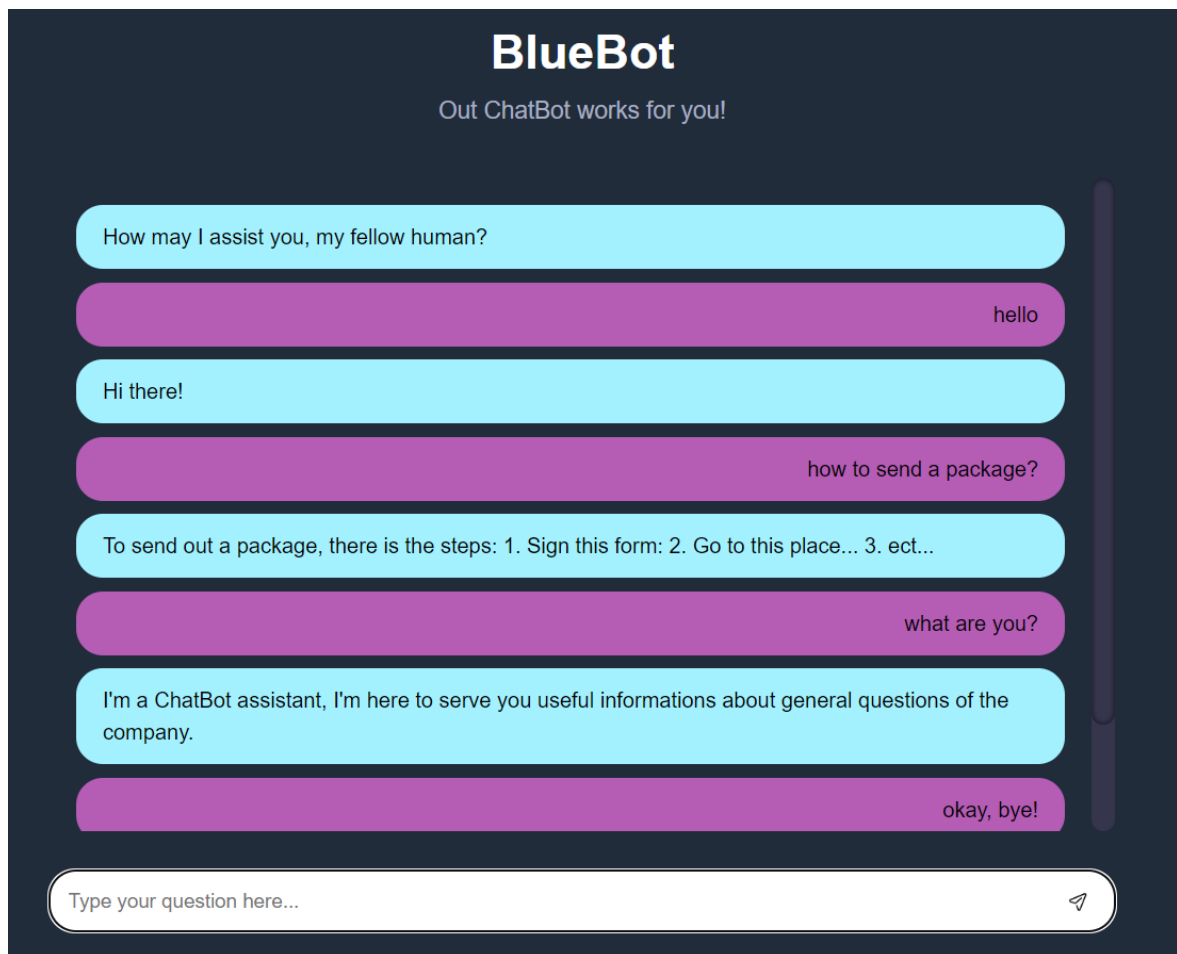 BlueBot
Out ChatBot works for you!
How may I assist you, my fellow human?
hello
Hi there!
how to send a package?
To send out a package, there is the steps: 1. Sign this form: 2. Go to this place... 3. ect...
what are you?
I'm a ChatBot assistant, I'm here to serve you useful informations about general questions of the
company.
okay, bye!
Type your question here...